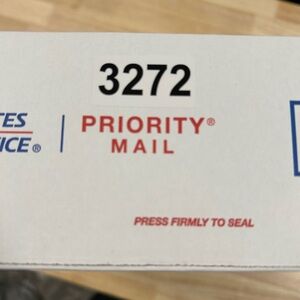 3272
TES
ICE®
PRIORITY®
MAIL
PRESS FIRMLY TO SEAL